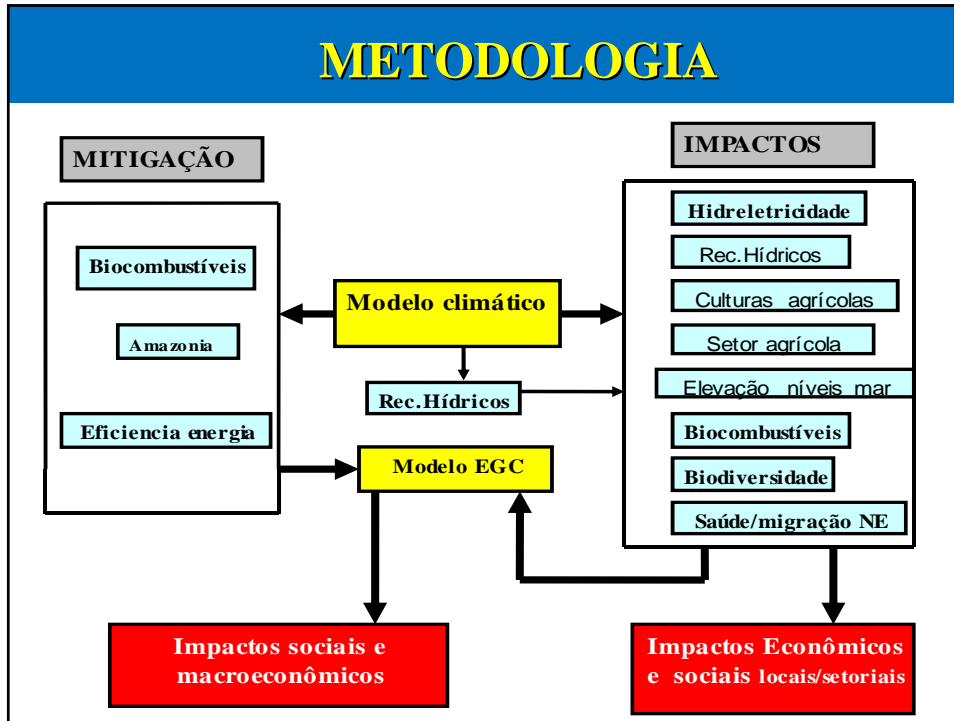 METODOLOGIA
MITIGAÇÃO
Biocombustíveis
Amazonia
Eficiencia energia
Modelo climático
Rec.Hídricos
Modelo EGC
IMPACTOS
Hidreletricidade
Rec.Hídricos
Culturas agrícolas
Setor agrícola
Elevação níveis mar
Biocombustíveis
Biodiversidade
Saúde/migração NE
Impactos sociais e
macroeconômicos
Impactos Econômicos
e sociais locais/setoriais